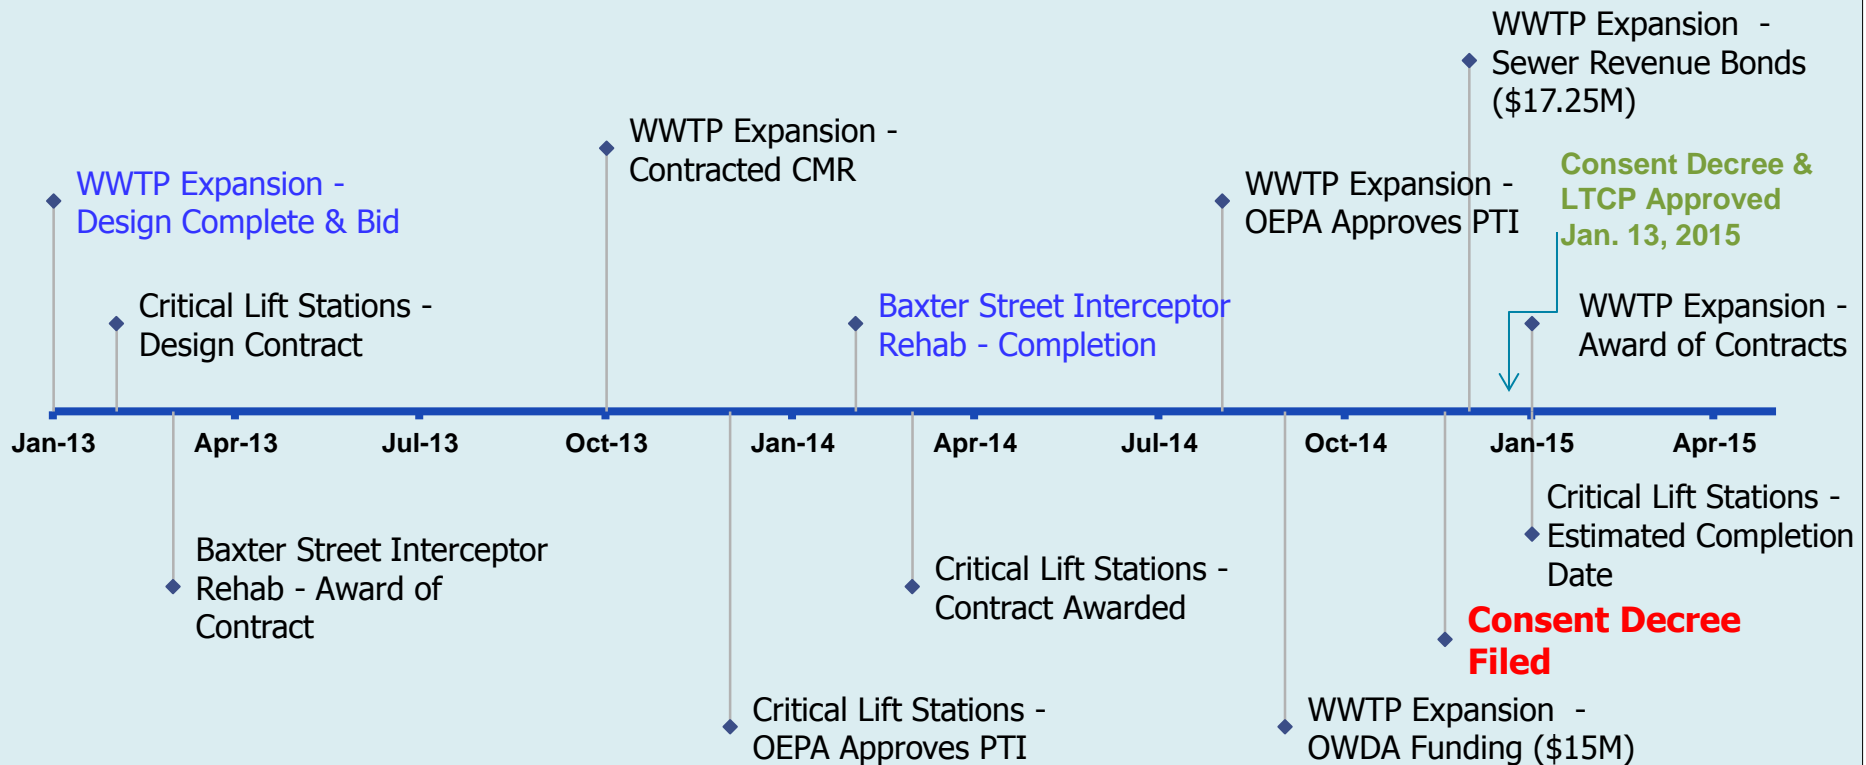 WWTP Expansion -
Sewer Revenue Bonds
($17.25M)
WWTP Expansion -
Contracted CMR
Consent Decree &
LTCP Approved
Jan. 13, 2015
WWTP Expansion -
Design Complete & Bid
WWTP Expansion -
OEPA Approves PTI
Critical Lift Stations -
Design Contract
Baxter Street Interceptor
Rehab - Completion
WWTP Expansion -
Award of Contracts
Jan-13
Apr-13
Jul-13
Oct-13
Jan-14
Apr-14
Jul-14
Oct-14
Jan-15
Apr-15
Critical Lift Stations -
Estimated Completion
Date
Baxter Street Interceptor
Rehab - Award of
Contract
Critical Lift Stations -
Contract Awarded
Consent Decree
Filed
Critical Lift Stations -
OEPA Approves PTI
WWTP Expansion -
OWDA Funding ($15M)